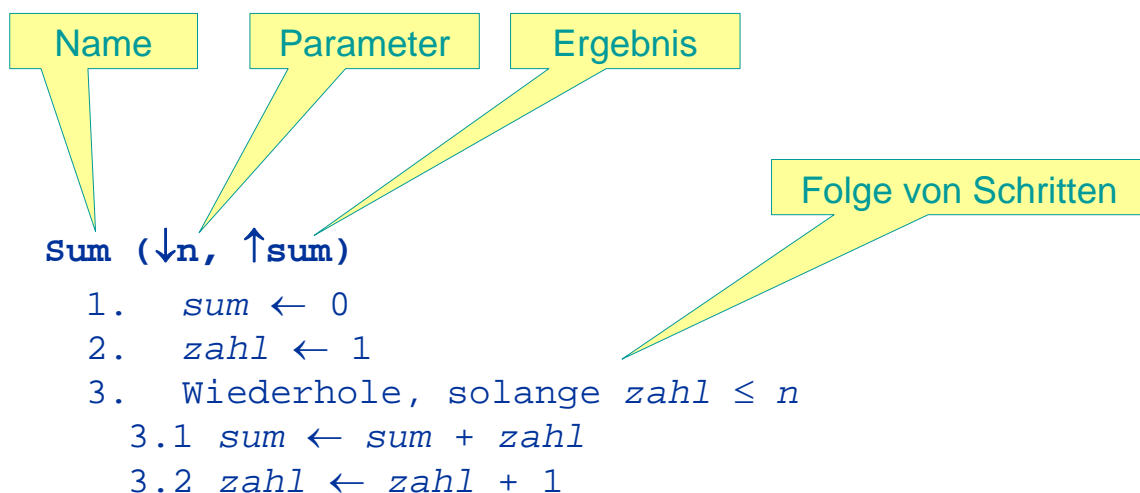 Name Parameter Ergebnis
Folge von Schritten
Sum (↓n, ↑sum)
1. sum ← 0
2. zahl ← 1
3. Wiederhole, solange zahl ≤ n
3.1 sum ← sum + zahl
3.2 zahl ← zahl + 1